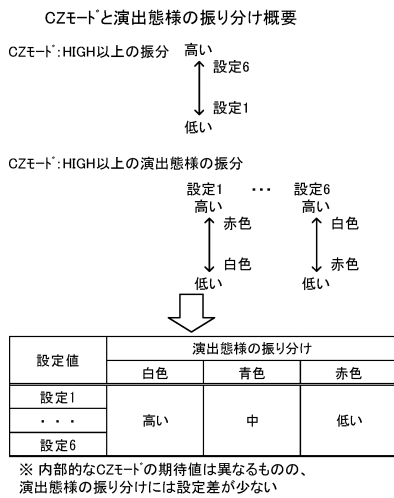 CZモードと演出態様の振り分け概要
CZモード:HIGH以上の振分
高い
設定6
設定1
低い
CZモード:HIGH以上の演出態様の振分
設定1 ・・・ 設定6
高い 高い
赤色 白色
白色 赤色
低い 低い
設定値
演出態様の振り分け
白色 青色 赤色
設定1
・・・
設定6
高い 中 低い
※ 内部的なCZモードの期待値は異なるものの、
演出態様の振り分けには設定差が少ない